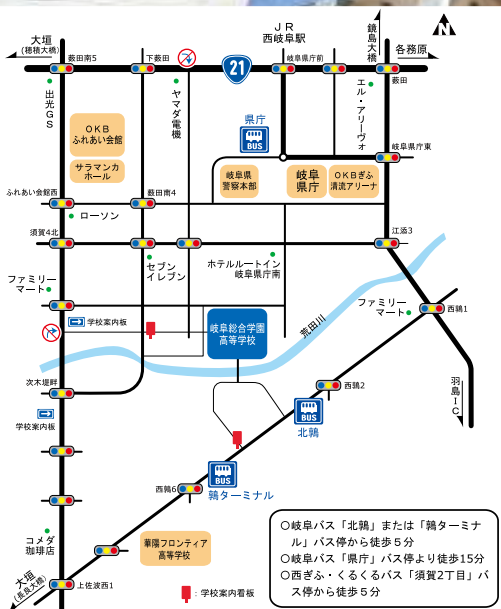 大垣
(穂積大橋)
JR
西岐阜駅
鏡島大橋
各務原
N
薮田南5
下薮田
21
岐阜県庁前
薮田
出光GS
ヤマダ電機
エル・アリーヴォ
OKB
ふれあい会館
県庁
BUS
岐阜県庁東
サラマンカ
ホール
岐阜県
警察本部
岐阜
県庁
OKBぎふ
清流アリーナ
ふれあい会館西
薮田南4
ローソン
須賀4北
江添3
セブン
イレブン
ホテルルートイン
岐阜県庁南
ファミリー
マート
ファミリー
マート
西鶉1
学校案内板
岐阜総合学園
高等学校
荒田川
次木堤畔
西鶉2
羽島IC
学校案内板
BUS
北鶉
西鶉6
BUS
鶉ターミナル
コメダ
珈琲店
華陽フロンティア
高等学校
大垣
(長良大橋)
上佐波西1
:学校案内看板
○岐阜バス「北鶉」または「鶉ターミナ
ル」バス停から徒歩5分
○岐阜バス「県庁」バス停より徒歩15分
○西ぎふ・くるくるバス「須賀2丁目」バ
ス停から徒歩5分